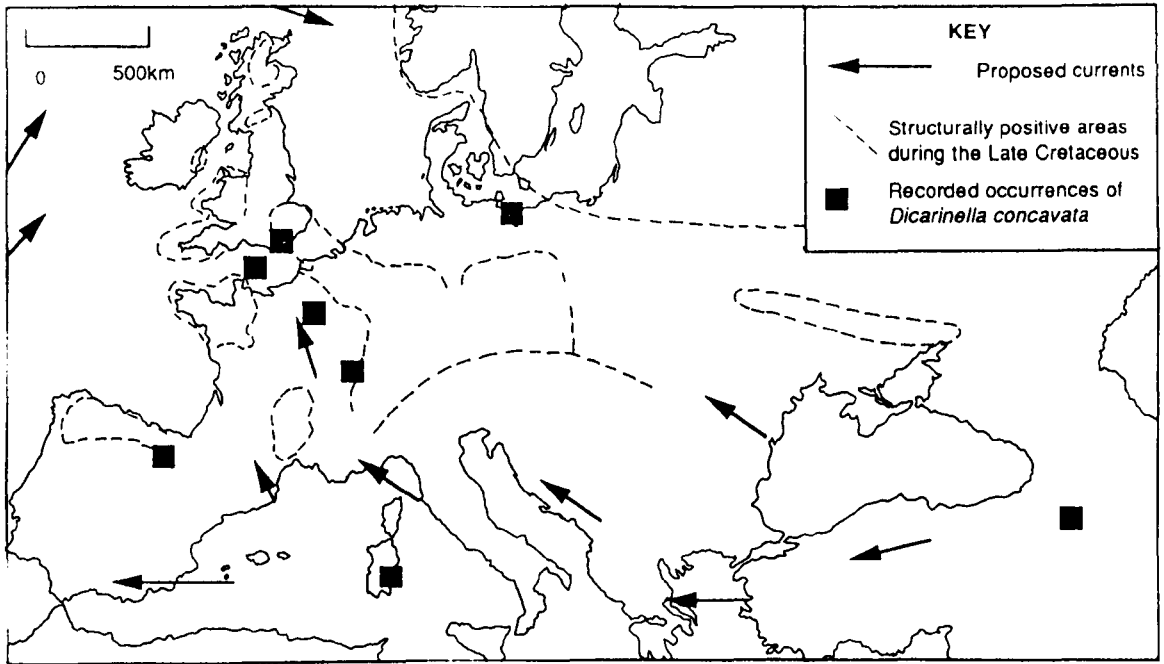 0 500km
KEY
Proposed currents
Structurally positive areas
during the Late Cretaceous
Recorded occurrences of
Dicarinella concavata